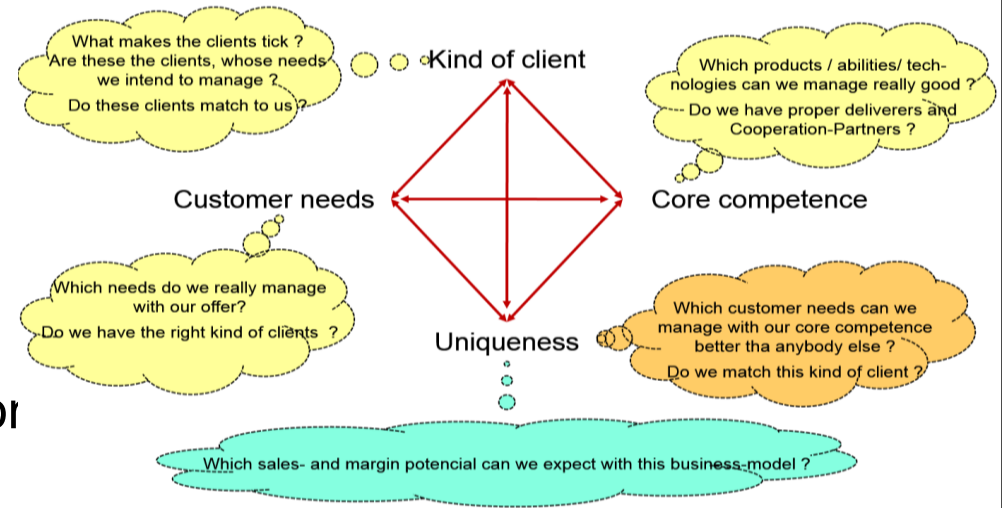 What makes the clients tick ?
Are these the clients, whose needs
we intend to manage ?
Do these clients match to us ?
Kind of client
Which products / abilities/ tech-
nologies can we manage really good ?
Do we have proper deliverers and
Cooperation-Partners ?
Customer needs
Core competence
Which needs do we really manage
with our offer?
Do we have the right kind of clients ?
Uniqueness
Which customer needs can we
manage with our core competence
better tha anybody else ?
Do we match this kind of client ?
or
Which sales- and margin potencial can we expect with this business-model ?